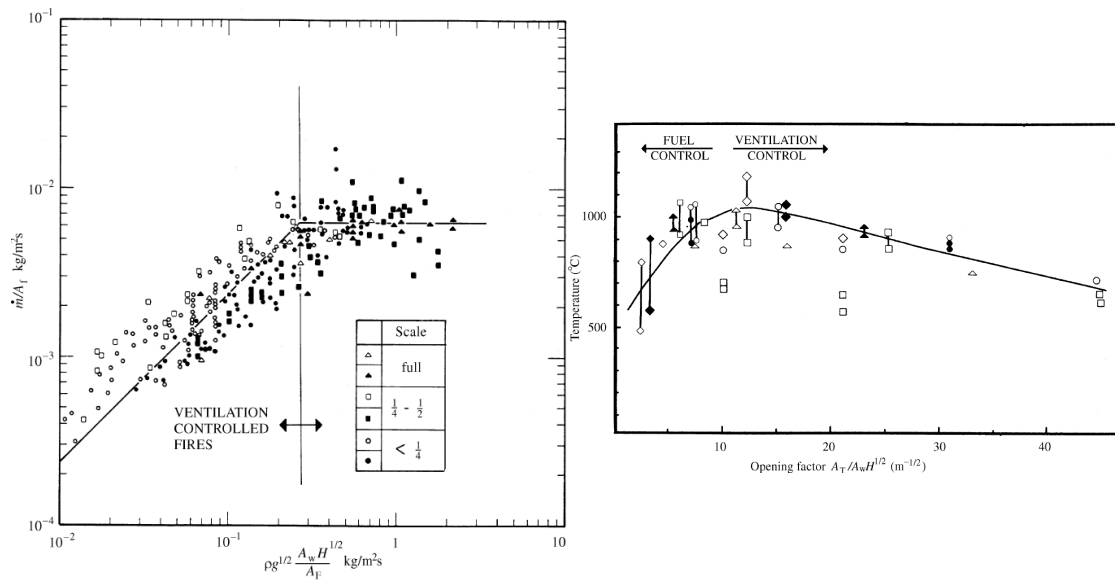 10⁻¹
10⁻²
10⁻³
10⁻⁴
ṁ/A_f kg/m²s
Scale
full
1/4 - 1/2
< 1/4
VENTILATION
CONTROLLED
FIRES
10⁻² 10⁻¹ 1 10
ρg^1/2 A_wH^1/2/A_F kg/m²s
FUEL
CONTROL
VENTILATION
CONTROL
1000
500
Temperature (°C)
10 20 30 40
Opening factor A_T/A_WH^1/2 (m^-1/2)